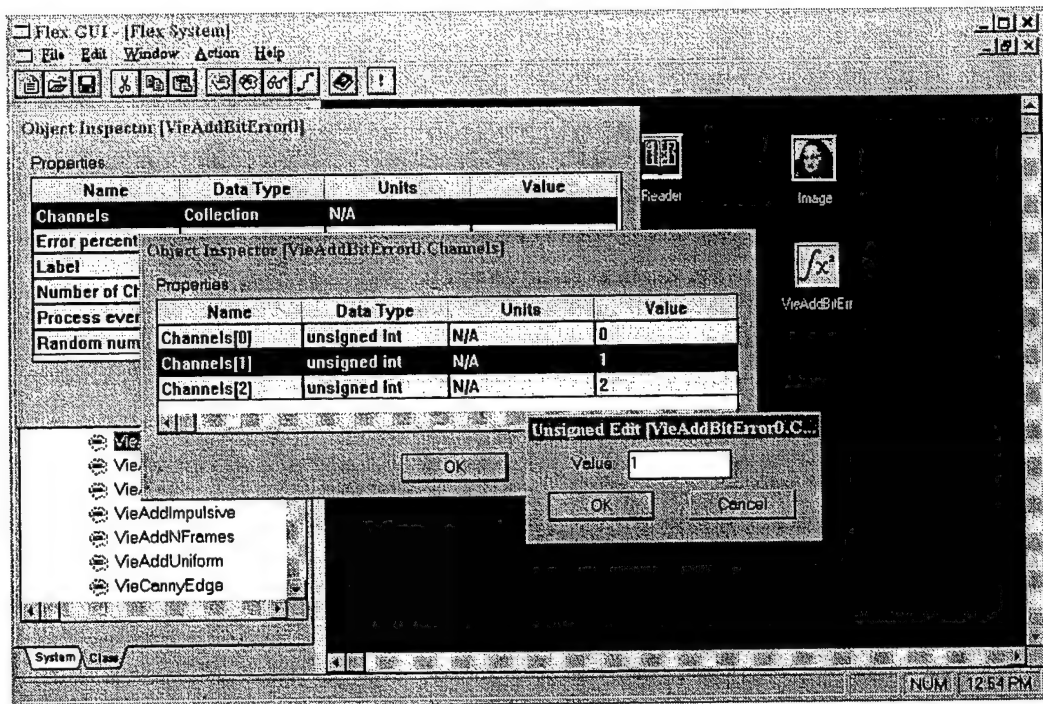 Flex GUI - [Flex System]
File Edit Window Action Help
Object Inspector [VieAddBitError0]
Properties
Name Data Type Units Value
Channels Collection N/A
Error percent
Label
Number of Ch
Process ever
Random num
Object Inspector [VieAddBitError0.Channels]
Properties
Name Data Type Units Value
Channels[0] unsigned int N/A 0
Channels[1] unsigned int N/A 1
Channels[2] unsigned int N/A 2
OK
Unsigned Edit [VieAddBitError0.C...
Value: 1
OK Cancel
Reader
Image
VieAddBitErr
VieAddImpulsive
VieAddNFrames
VieAddUniform
VieCannyEdge
System Class
NUM